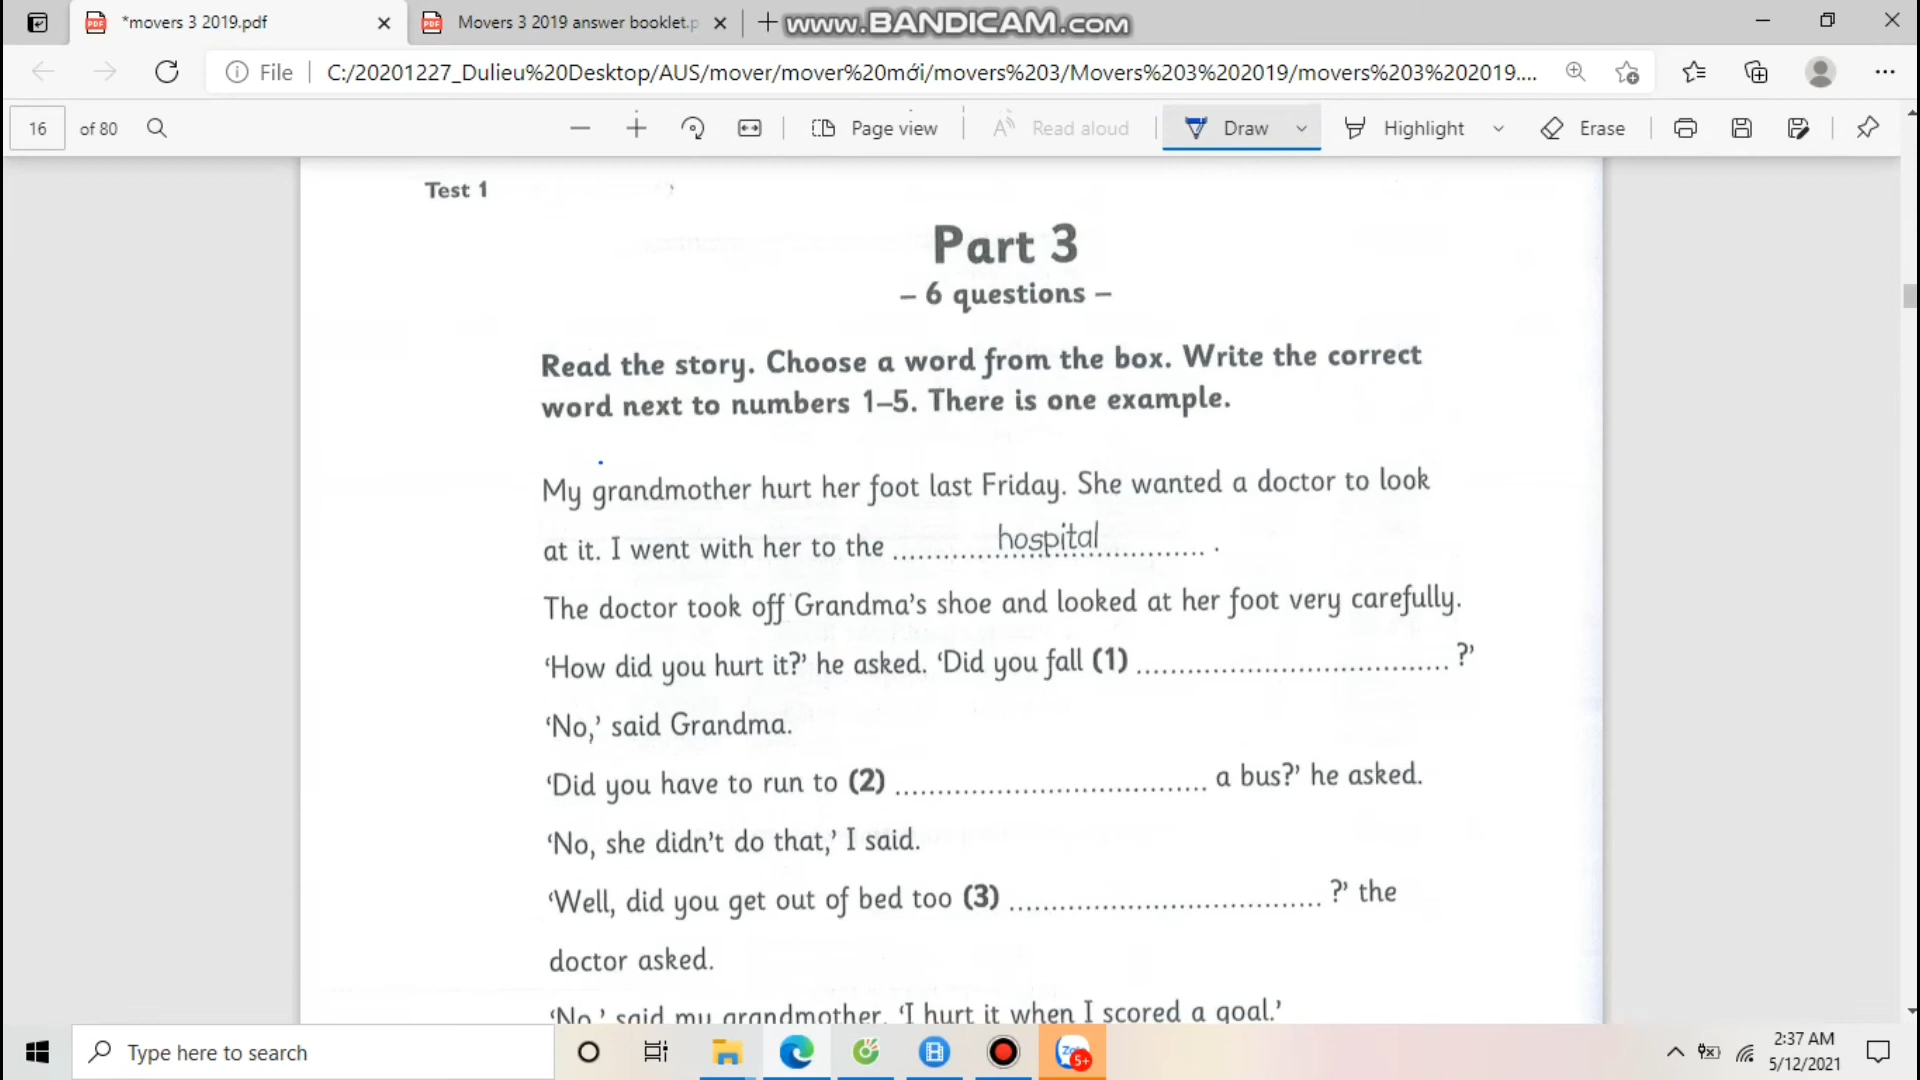 *movers 3 2019.pdf
Movers 3 2019 answer booklet.p
www.BANDICAM.com
File
C:/20201227_Dulieu%20Desktop/AUS/mover/mover%20mới/movers%203/Movers%203%202019/movers%203%202019....
16 of 80
Page view
Read aloud
Draw
Highlight
Erase
Test 1
Part 3
– 6 questions –
Read the story. Choose a word from the box. Write the correct
word next to numbers 1–5. There is one example.
My grandmother hurt her foot last Friday. She wanted a doctor to look
at it. I went with her to the hospital .
The doctor took off Grandma’s shoe and looked at her foot very carefully.
‘How did you hurt it?’ he asked. ‘Did you fall (1) ....................................... ?’
‘No,’ said Grandma.
‘Did you have to run to (2) ....................................... a bus?’ he asked.
‘No, she didn’t do that,’ I said.
‘Well, did you get out of bed too (3) ....................................... ?’ the
doctor asked.
‘No,’ said my grandmother. ‘I hurt it when I scored a goal.’
Type here to search
Zalo
5+
2:37 AM
5/12/2021